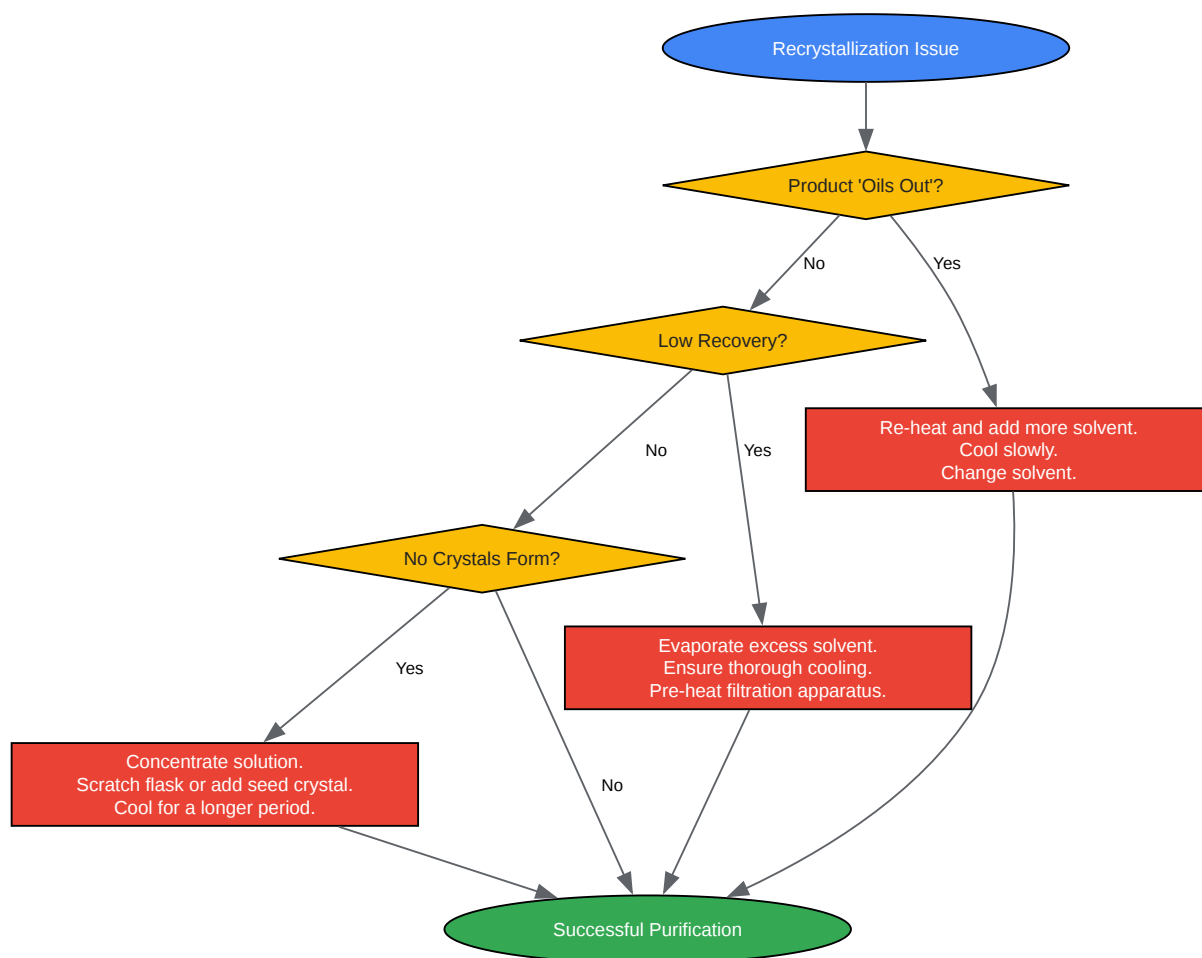 Recrystallization Issue
Product 'Oils Out'?
No
Yes
Low Recovery?
Re-heat and add more solvent.
Cool slowly.
Change solvent.
No
Yes
No Crystals Form?
Evaporate excess solvent.
Ensure thorough cooling.
Pre-heat filtration apparatus.
Yes
Concentrate solution.
Scratch flask or add seed crystal.
Cool for a longer period.
No
Successful Purification